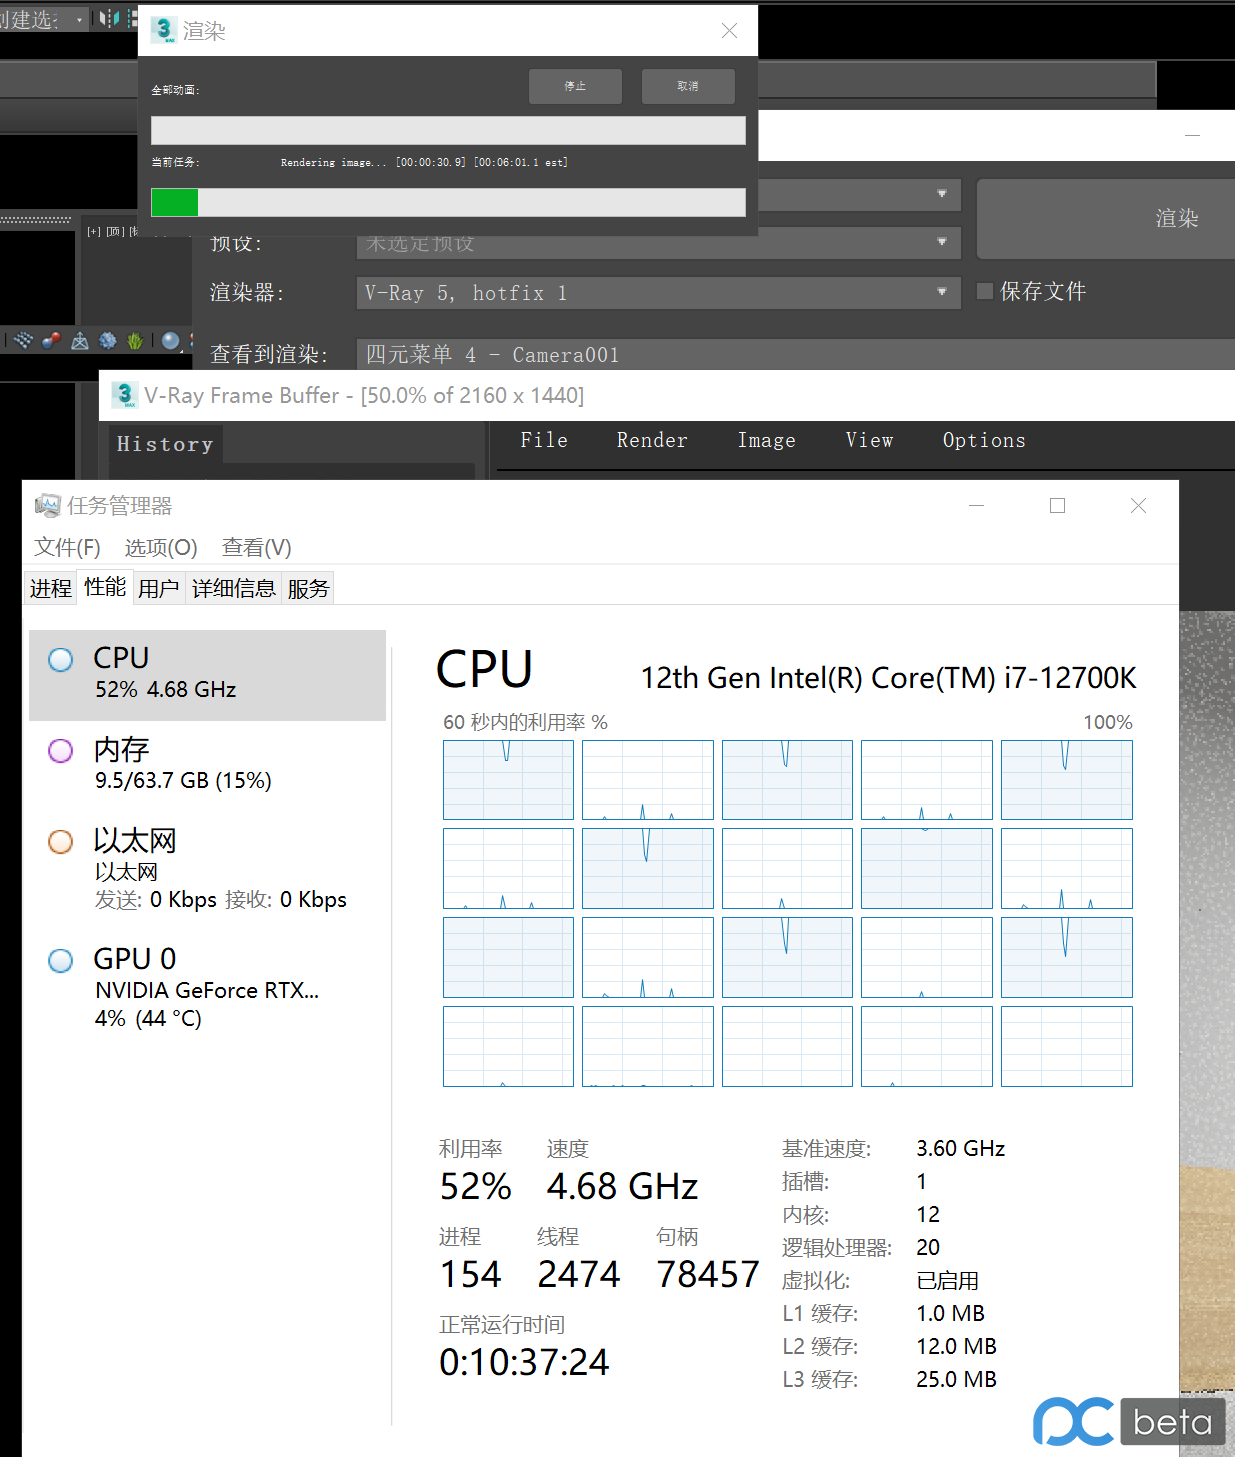 创建选
渲染
全部动画:
停止
取消
当前任务:
Rendering image... [00:00:30.9] [00:06:01.1 est]
[+] [顶]
渲染
预设:
未选定预设
渲染器:
V-Ray 5, hotfix 1
保存文件
查看到渲染:
四元菜单 4 - Camera001
V-Ray Frame Buffer - [50.0% of 2160 x 1440]
History
File Render Image View Options
任务管理器
文件(F) 选项(O) 查看(V)
进程 性能 用户 详细信息 服务
CPU
52% 4.68 GHz
内存
9.5/63.7 GB (15%)
以太网
以太网
发送: 0 Kbps 接收: 0 Kbps
GPU 0
NVIDIA GeForce RTX...
4% (44 °C)
CPU
12th Gen Intel(R) Core(TM) i7-12700K
60 秒内的利用率 %
100%
利用率 速度
52% 4.68 GHz
进程 线程 句柄
154 2474 78457
正常运行时间
0:10:37:24
基准速度: 3.60 GHz
插槽: 1
内核: 12
逻辑处理器: 20
虚拟化: 已启用
L1 缓存: 1.0 MB
L2 缓存: 12.0 MB
L3 缓存: 25.0 MB
pc beta